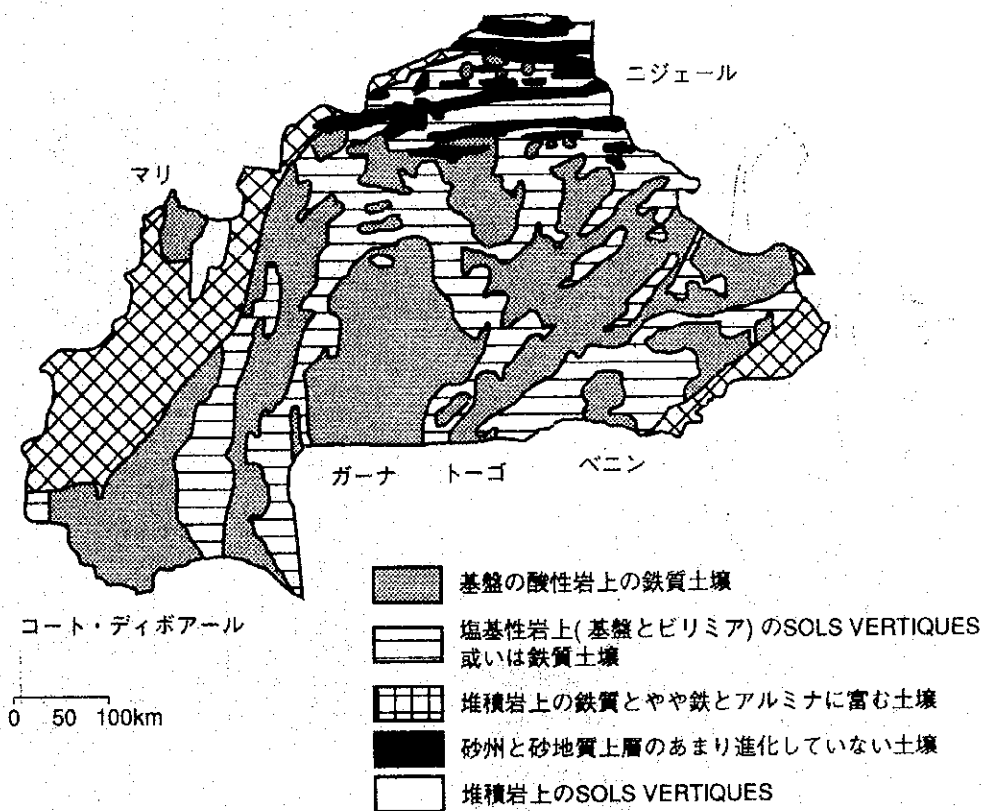 ニジェール
マリ
ガーナ
トーゴ
ベニン
コート・ディボアール
0 50 100km
基盤の酸性岩上の鉄質土壌
塩基性岩上(基盤とビリミア)のSOLS VERTIQUES
或いは鉄質土壌
堆積岩上の鉄質とやや鉄とアルミナに富む土壌
砂州と砂地質上層のあまり進化していない土壌
堆積岩上のSOLS VERTIQUES